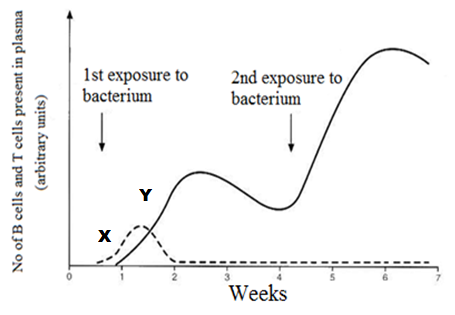 No of B cells and T cells present in plasma
(arbitrary units)
1st exposure to
bacterium
2nd exposure to
bacterium
Y
X
0 1 2 3 4 5 6 7
Weeks